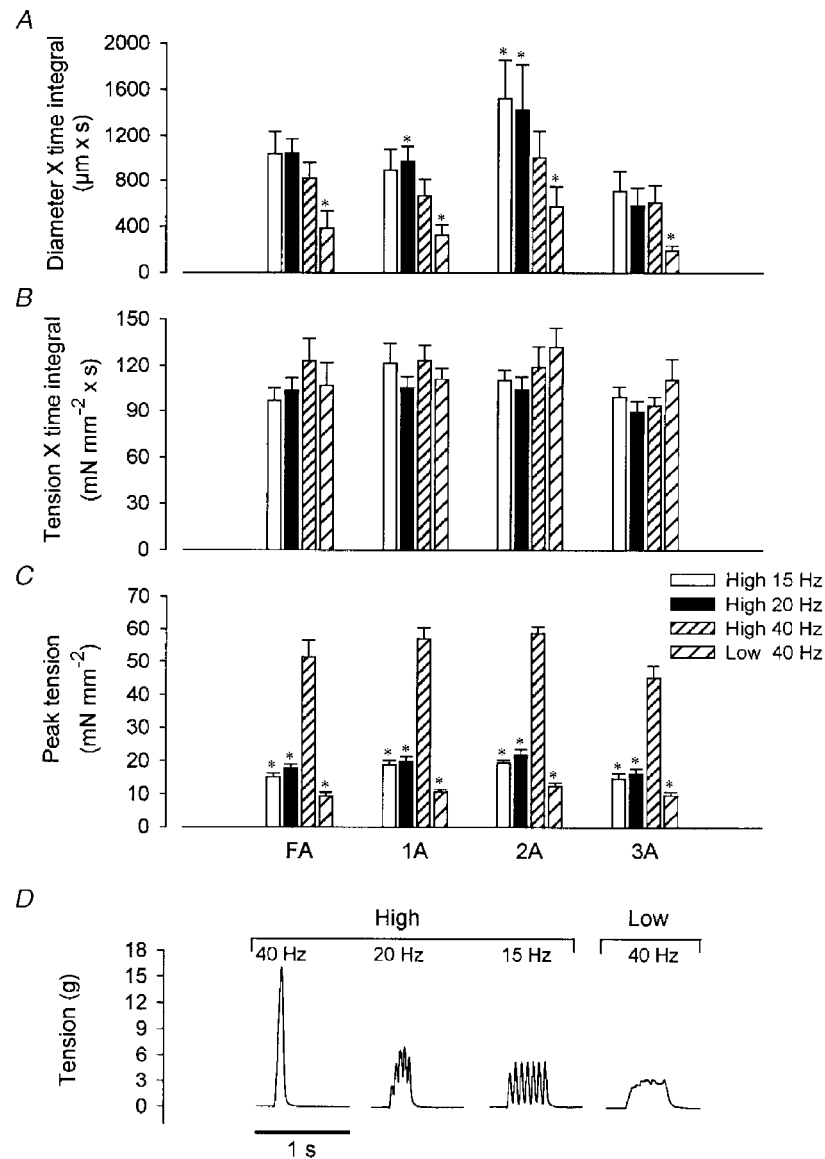 A
Diameter X time integral
(µm x s)
2000
1600
1200
800
400
0
* * * * * * *
B
Tension X time integral
(mN mm⁻² x s)
150
120
90
60
30
0
C
Peak tension
(mN mm⁻²)
70
60
50
40
30
20
10
0
High 15 Hz
High 20 Hz
High 40 Hz
Low 40 Hz
* * * * * * * * * * * *
FA 1A 2A 3A
D
High Low
40 Hz 20 Hz 15 Hz 40 Hz
Tension (g)
18
15
12
9
6
3
0
1 s